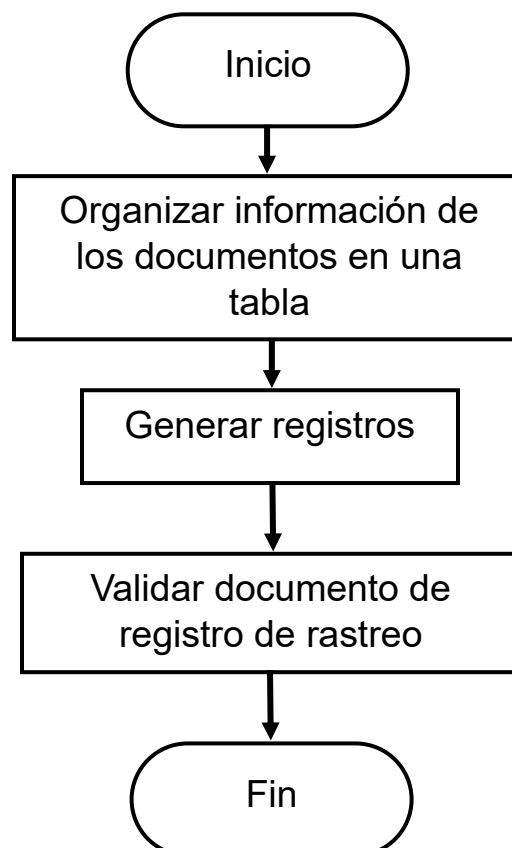 Inicio
Organizar información de
los documentos en una
tabla
Generar registros
Validar documento de
registro de rastreo
Fin